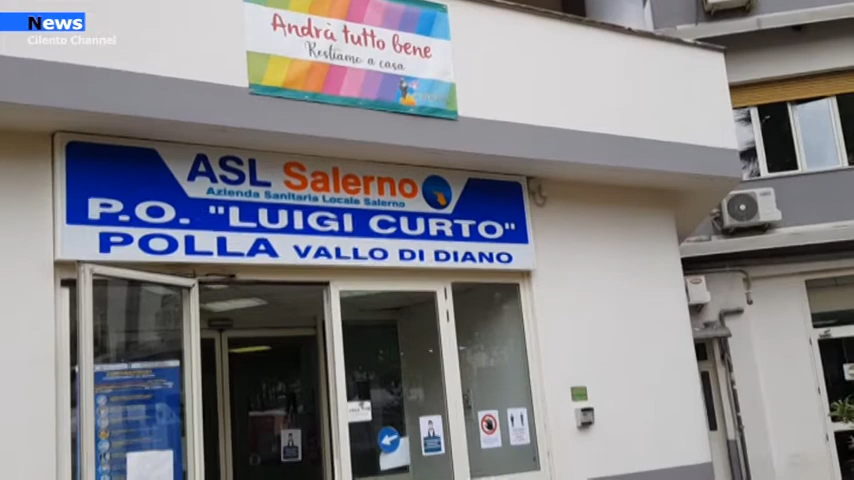 News
Cilento Channel
Andrà tutto bene
Restiamo a casa
ASL Salerno
Azienda Sanitaria Locale Salerno
P.O. "LUIGI CURTO"
POLLA VALLO DI DIANO